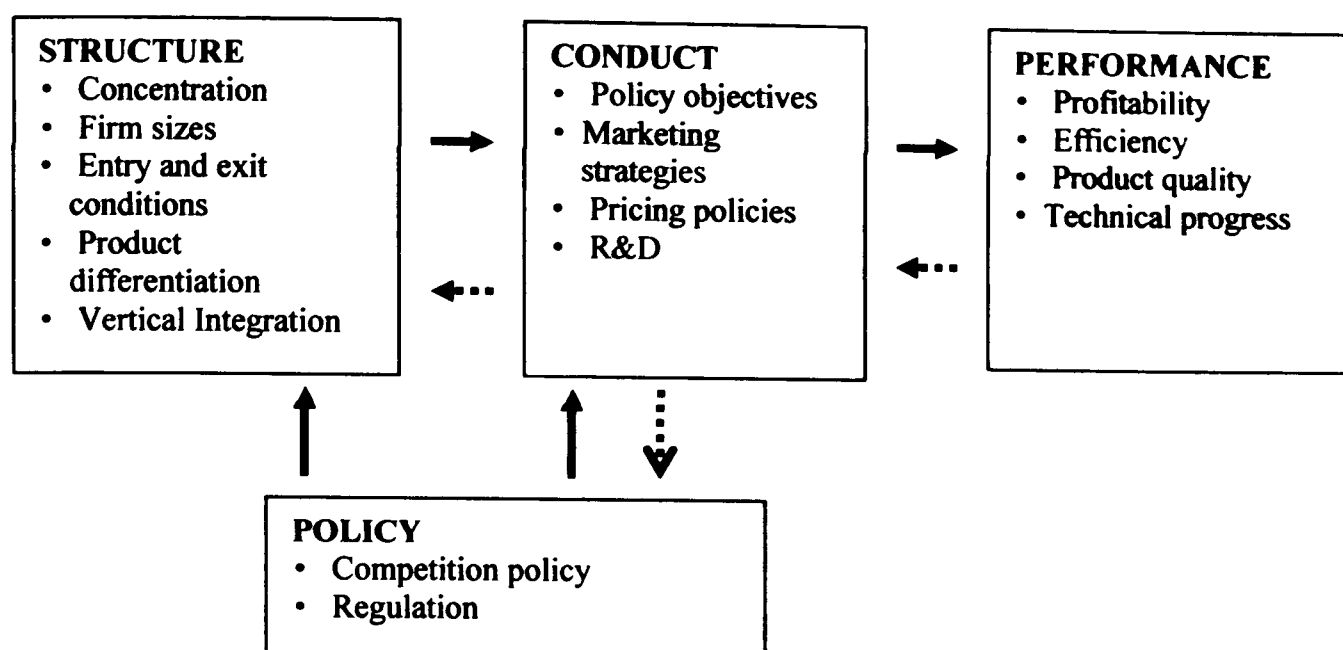 STRUCTURE
• Concentration
• Firm sizes
• Entry and exit
conditions
• Product
differentiation
• Vertical Integration
CONDUCT
• Policy objectives
• Marketing
strategies
• Pricing policies
• R&D
PERFORMANCE
• Profitability
• Efficiency
• Product quality
• Technical progress
POLICY
• Competition policy
• Regulation